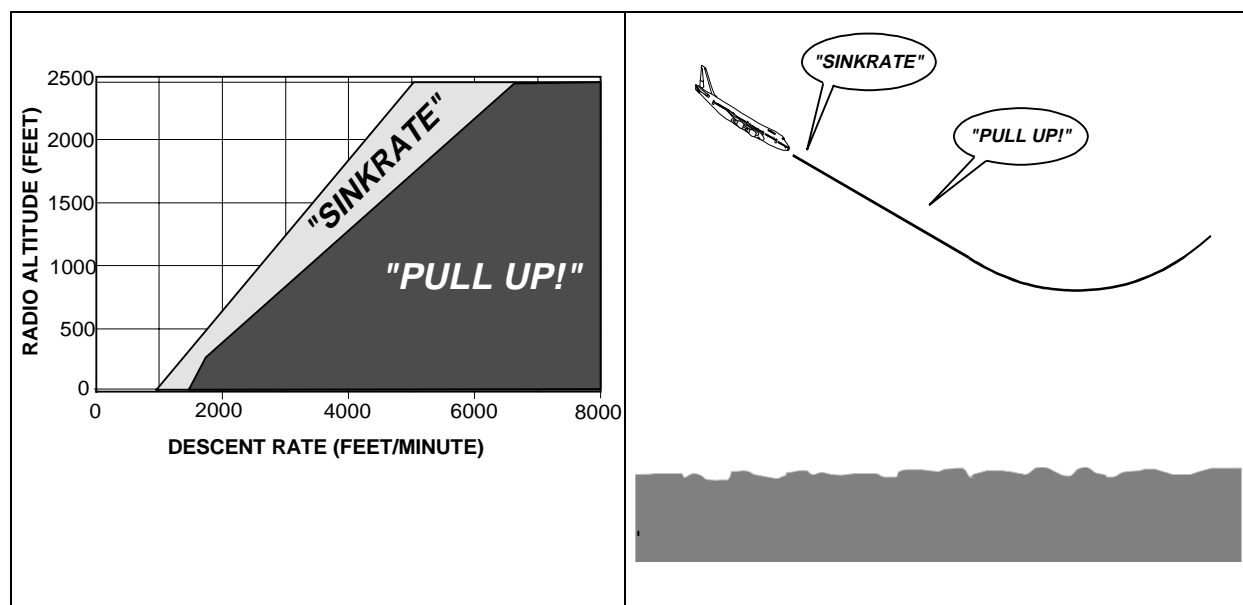 2500
2000
1500
1000
500
0
RADIO ALTITUDE (FEET)
"SINKRATE"
"PULL UP!"
0 2000 4000 6000 8000
DESCENT RATE (FEET/MINUTE)
"SINKRATE"
"PULL UP!"